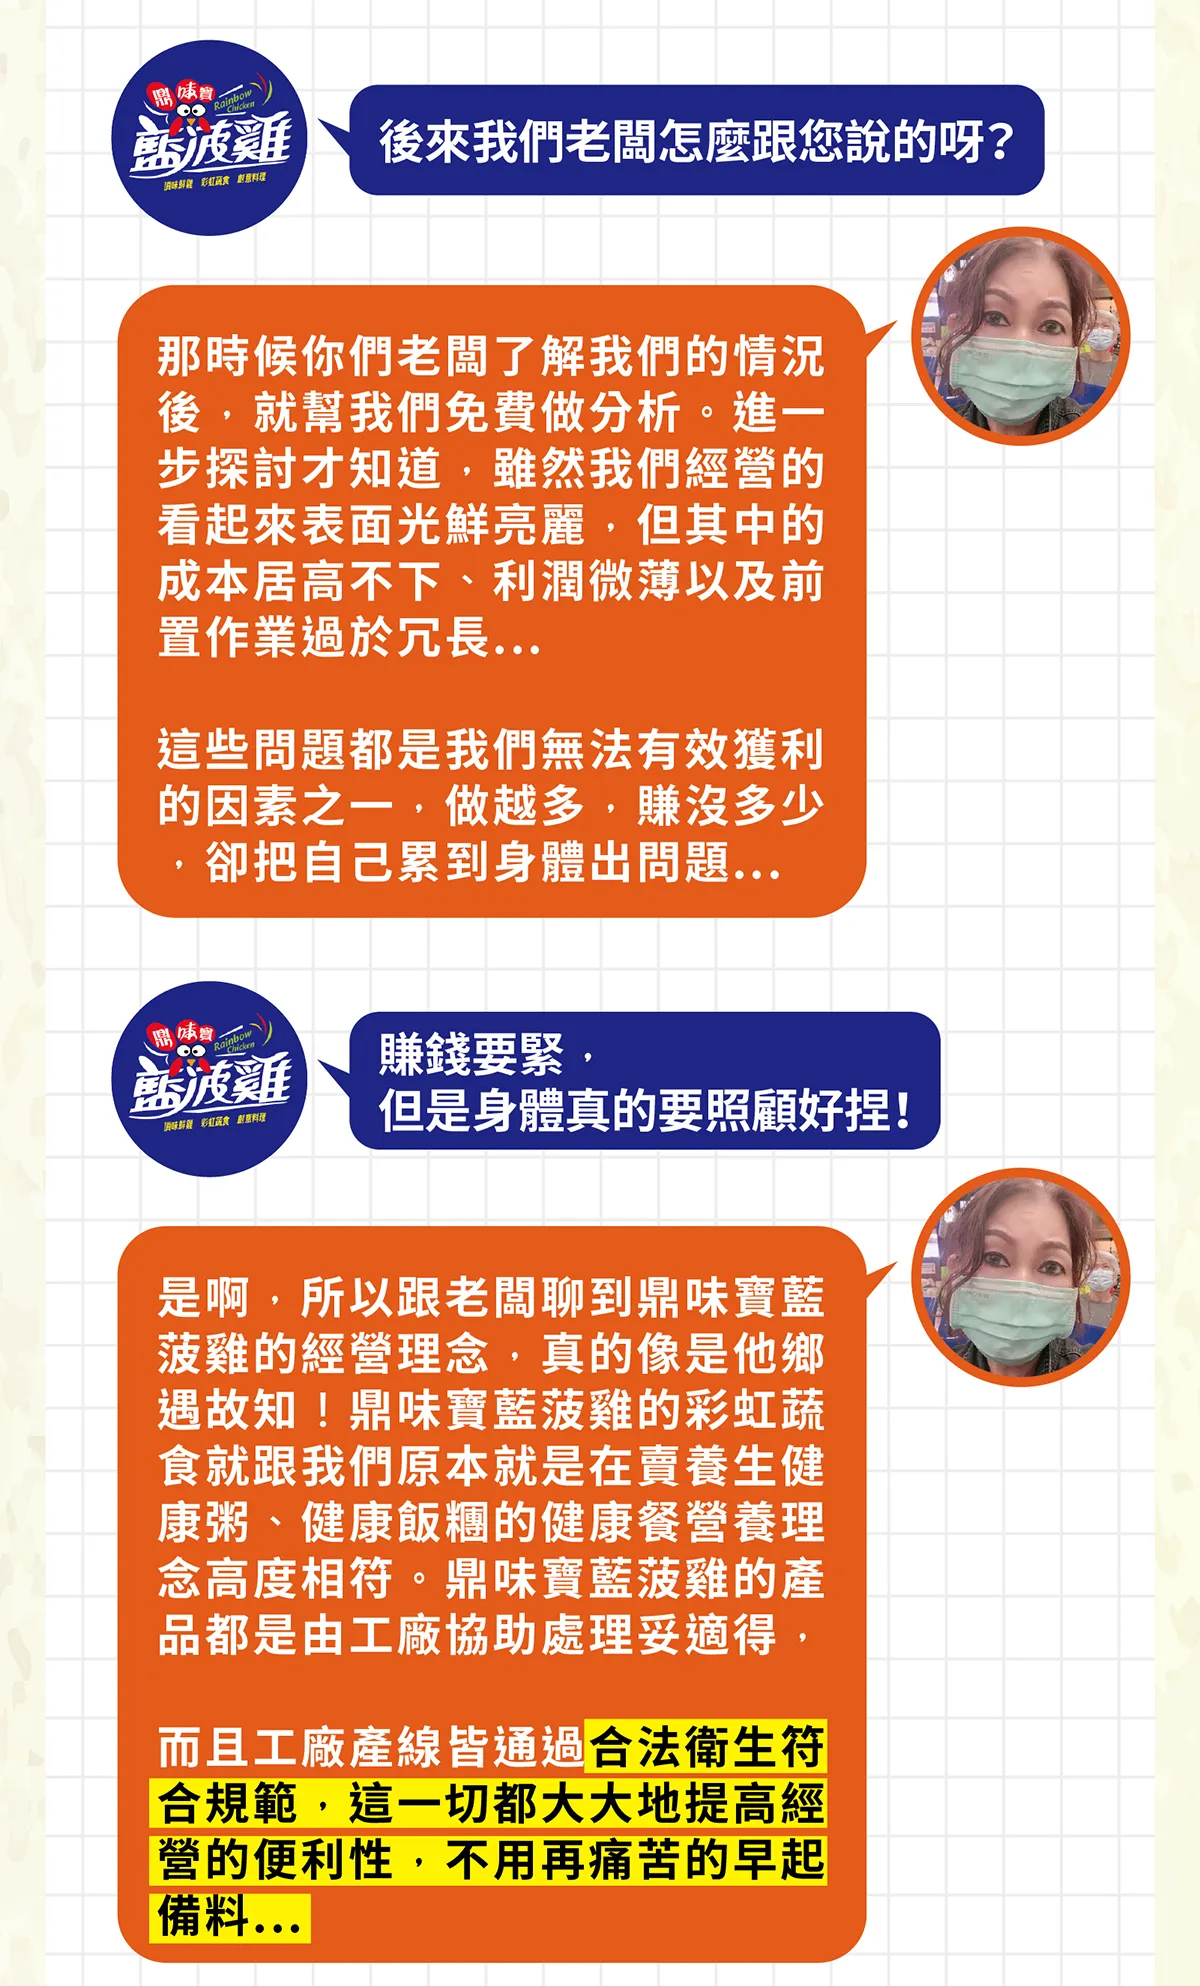 鼎味寶
Rainbow
Chicken
藍波雞
調味鮮雞 彩虹蔬食 創意料理
後來我們老闆怎麼跟您說的呀?
那時候你們老闆了解我們的情況
後，就幫我們免費做分析。進一
步探討才知道，雖然我們經營的
看起來表面光鮮亮麗，但其中的
成本居高不下、利潤微薄以及前
置作業過於冗長...
這些問題都是我們無法有效獲利
的因素之一，做越多，賺沒多少
，卻把自己累到身體出問題...
鼎味寶
Rainbow
Chicken
藍波雞
調味鮮雞 彩虹蔬食 創意料理
賺錢要緊，
但是身體真的要照顧好捏!
是啊，所以跟老闆聊到鼎味寶藍
菠雞的經營理念，真的像是他鄉
遇故知！鼎味寶藍菠雞的彩虹蔬
食就跟我們原本就是在賣養生健
康粥、健康飯糰的健康餐營養理
念高度相符。鼎味寶藍菠雞的產
品都是由工廠協助處理妥適得，
而且工廠產線皆通過合法衛生符
合規範，這一切都大大地提高經
營的便利性，不用再痛苦的早起
備料...